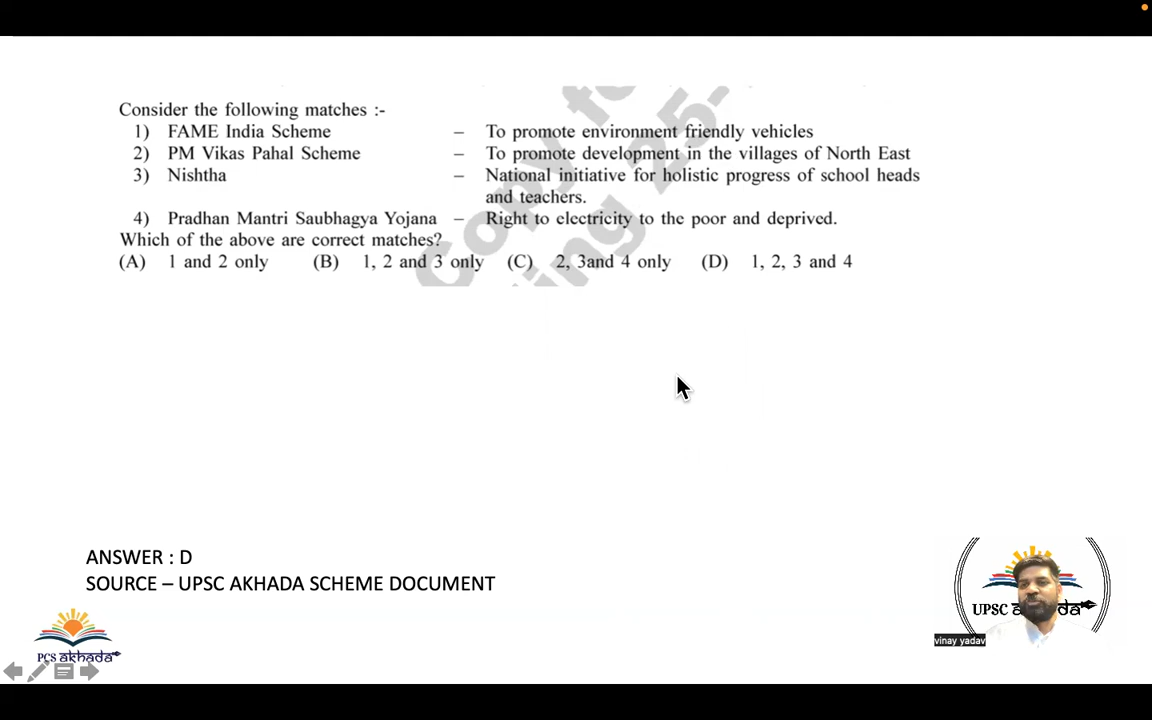 Consider the following matches :-
1) FAME India Scheme – To promote environment friendly vehicles
2) PM Vikas Pahal Scheme – To promote development in the villages of North East
3) Nishtha – National initiative for holistic progress of school heads
and teachers.
4) Pradhan Mantri Saubhagya Yojana – Right to electricity to the poor and deprived.
Which of the above are correct matches?
(A) 1 and 2 only (B) 1, 2 and 3 only (C) 2, 3and 4 only (D) 1, 2, 3 and 4
ANSWER : D
SOURCE – UPSC AKHADA SCHEME DOCUMENT
PCS akhada
UPSC
vinay yadav